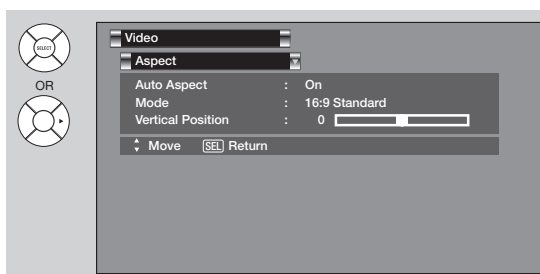 SELECT
OR
Video
Aspect
Auto Aspect : On
Mode : 16:9 Standard
Vertical Position : 0
Move SEL Return